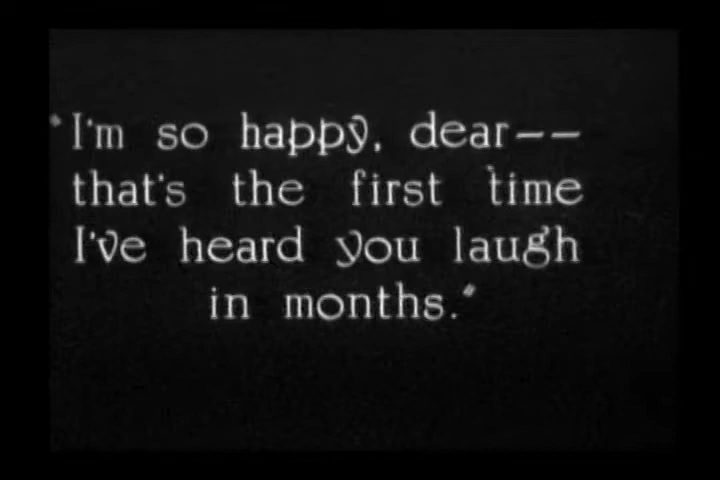 "I'm so happy, dear--
that's the first time
I've heard you laugh
in months."